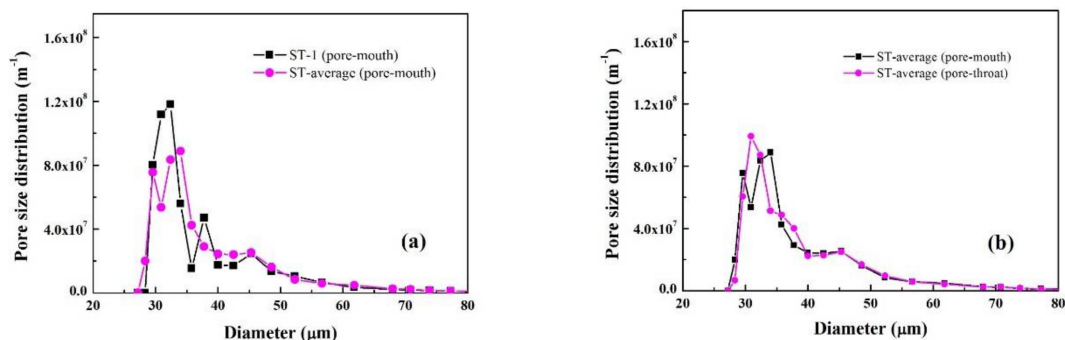 1.6x10⁸
1.2x10⁸
8.0x10⁷
4.0x10⁷
0.0
Pore size distribution (m⁻¹)
ST-1 (pore-mouth)
ST-average (pore-mouth)
(a)
20 30 40 50 60 70 80
Diameter (μm)
1.6x10⁸
1.2x10⁸
8.0x10⁷
4.0x10⁷
0.0
Pore size distribution (m⁻¹)
ST-average (pore-mouth)
ST-average (pore-throat)
(b)
20 30 40 50 60 70 80
Diameter (μm)